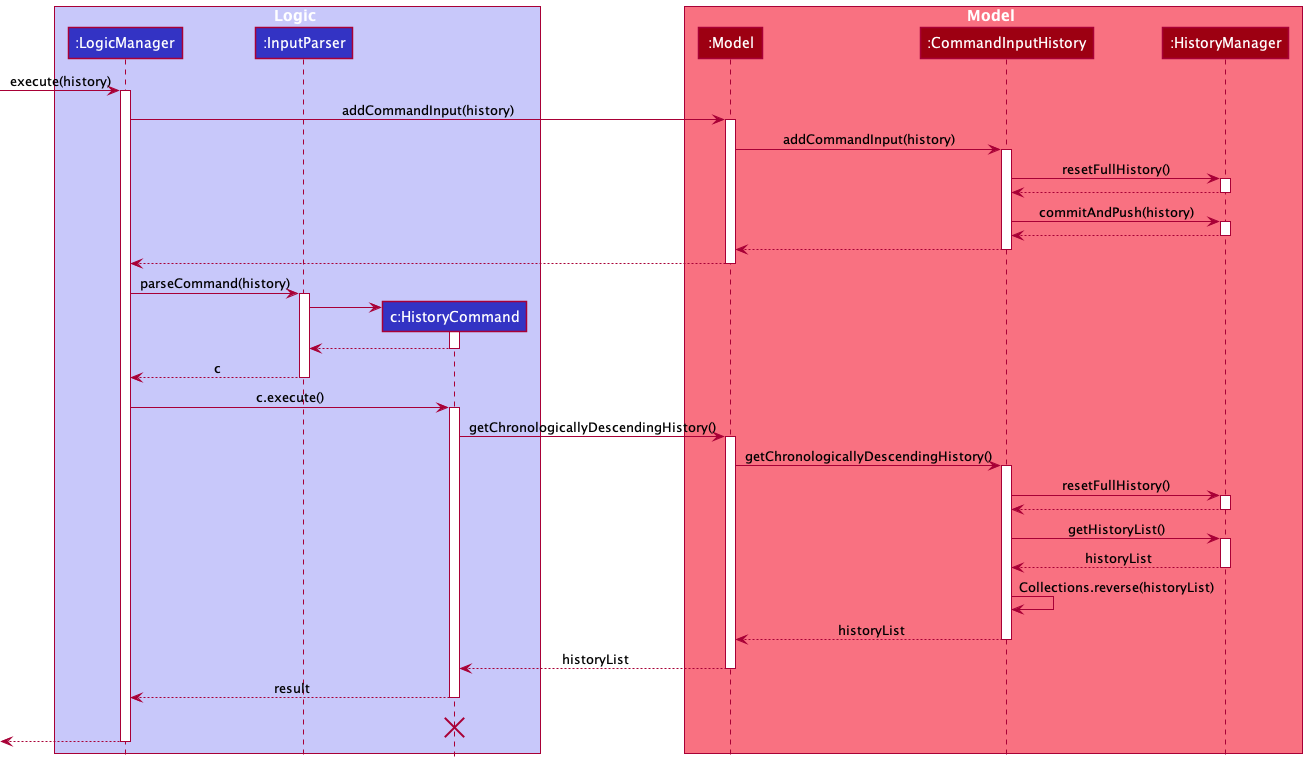 Logic
Model
:LogicManager
:InputParser
:Model
:CommandInputHistory
:HistoryManager
execute(history)
addCommandInput(history)
addCommandInput(history)
resetFullHistory()
commitAndPush(history)
parseCommand(history)
c:HistoryCommand
c
c.execute()
getChronologicallyDescendingHistory()
getChronologicallyDescendingHistory()
resetFullHistory()
getHistoryList()
historyList
Collections.reverse(historyList)
historyList
historyList
result